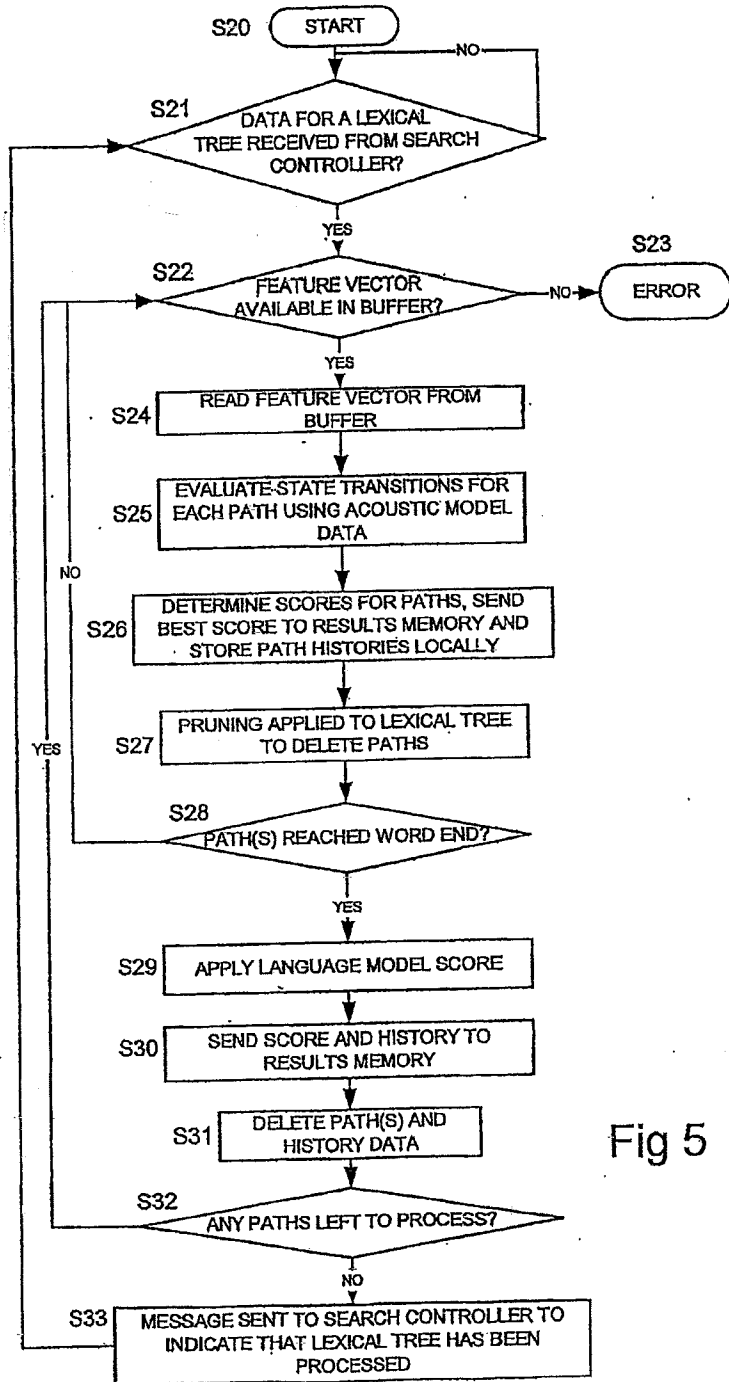 S20
START
NO
S21
DATA FOR A LEXICAL
TREE RECEIVED FROM SEARCH
CONTROLLER?
YES
S22
FEATURE VECTOR
AVAILABLE IN BUFFER?
NO
S23
ERROR
YES
S24
READ FEATURE VECTOR FROM
BUFFER
S25
EVALUATE-STATE TRANSITIONS FOR
EACH PATH USING ACOUSTIC MODEL
DATA
NO
S26
DETERMINE SCORES FOR PATHS, SEND
BEST SCORE TO RESULTS MEMORY AND
STORE PATH HISTORIES LOCALLY
S27
PRUNING APPLIED TO LEXICAL TREE
TO DELETE PATHS
YES
S28
PATH(S) REACHED WORD END?
YES
S29
APPLY LANGUAGE MODEL SCORE
S30
SEND SCORE AND HISTORY TO
RESULTS MEMORY
S31
DELETE PATH(S) AND
HISTORY DATA
Fig 5
S32
ANY PATHS LEFT TO PROCESS?
NO
S33
MESSAGE SENT TO SEARCH CONTROLLER TO
INDICATE THAT LEXICAL TREE HAS BEEN
PROCESSED